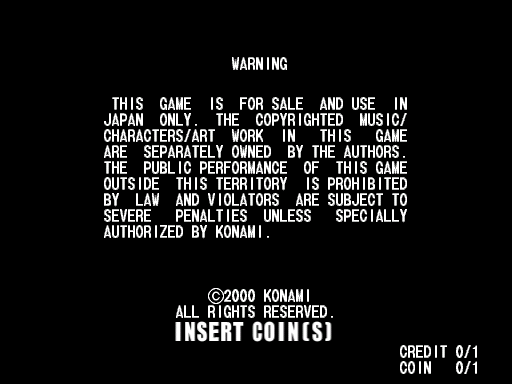 WARNING
THIS GAME IS FOR SALE AND USE IN
JAPAN ONLY. THE COPYRIGHTED MUSIC/
CHARACTERS/ART WORK IN THIS GAME
ARE SEPARATELY OWNED BY THE AUTHORS.
THE PUBLIC PERFORMANCE OF THIS GAME
OUTSIDE THIS TERRITORY IS PROHIBITED
BY LAW AND VIOLATORS ARE SUBJECT TO
SEVERE PENALTIES UNLESS SPECIALLY
AUTHORIZED BY KONAMI.
©2000 KONAMI
ALL RIGHTS RESERVED.
INSERT COIN(S)
CREDIT 0/1
COIN 0/1